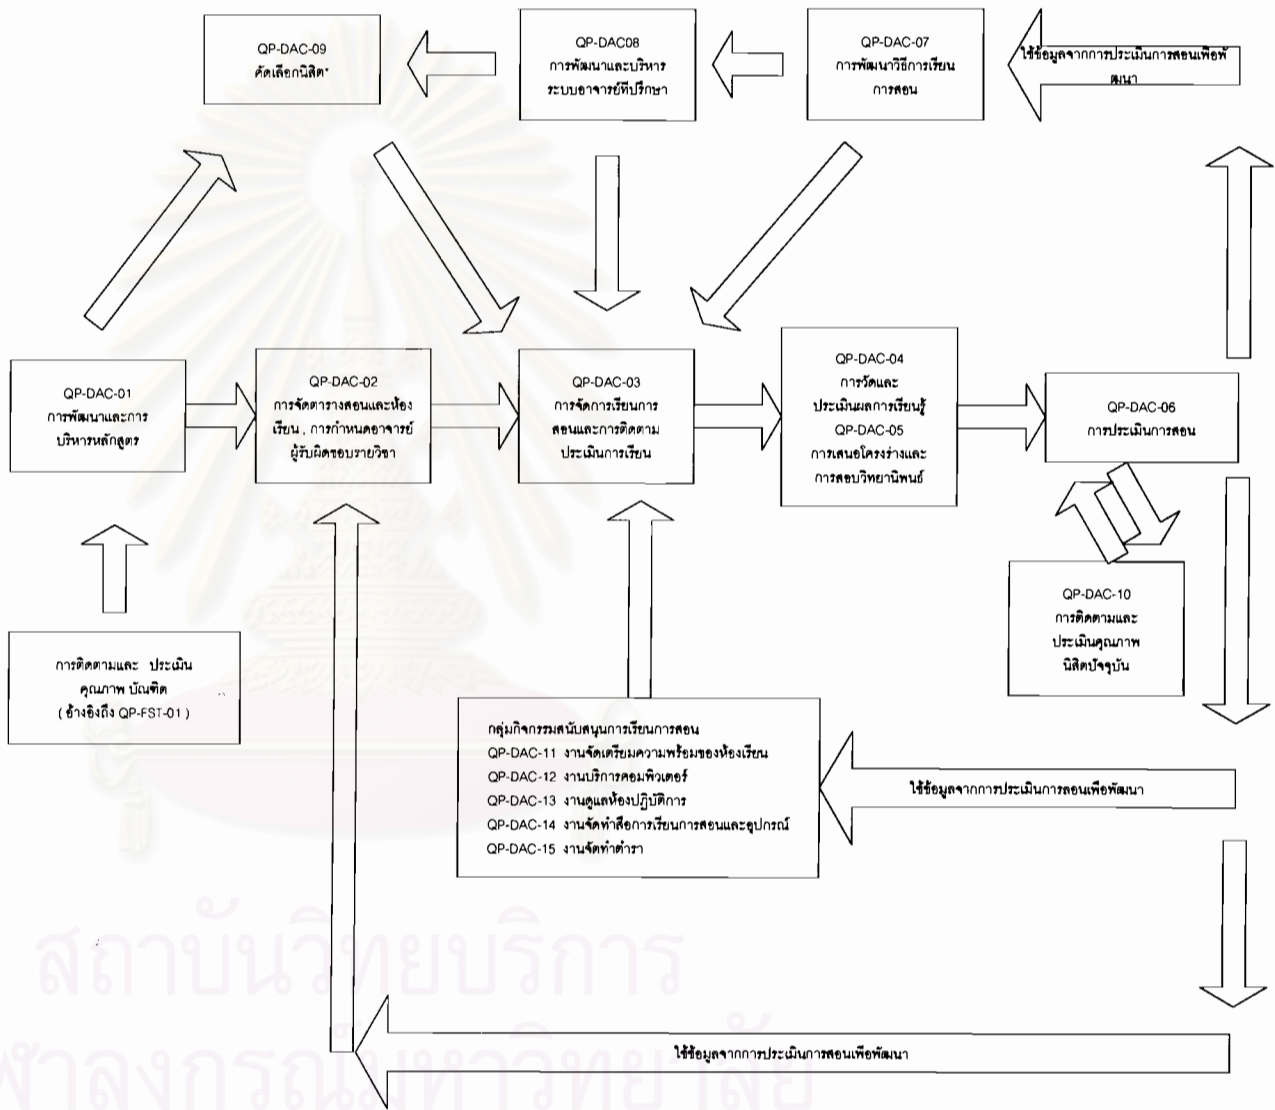 QP-DAC-09
คัดเลือกนิสิต*
QP-DAC08
การพัฒนาและบริหาร
ระบบอาจารย์ที่ปรึกษา
QP-DAC-07
การพัฒนาวิธีการเรียน
การสอน
ใช้ข้อมูลจากการประเมินการสอนเพื่อพั
ฒนา
QP-DAC-01
การพัฒนาและการ
บริหารหลักสูตร
QP-DAC-02
การจัดตารางสอนและห้อง
เรียน , การกำหนดอาจารย์
ผู้รับผิดชอบรายวิชา
QP-DAC-03
การจัดการเรียนการ
สอนและการติดตาม
ประเมินการเรียน
QP-DAC-04
การวัดและ
ประเมินผลการเรียนรู้
QP-DAC-05
การเสนอโครงร่างและ
การสอบวิทยานิพนธ์
QP-DAC-06
การประเมินการสอน
QP-DAC-10
การติดตามและ
ประเมินคุณภาพ
นิสิตปัจจุบัน
การติดตามและ ประเมิน
คุณภาพ บัณฑิต
( อ้างอิงถึง QP-FST-01 )
กลุ่มกิจกรรมสนับสนุนการเรียนการสอน
QP-DAC-11 งานจัดเตรียมความพร้อมของห้องเรียน
QP-DAC-12 งานบริการคอมพิวเตอร์
QP-DAC-13 งานดูแลห้องปฏิบัติการ
QP-DAC-14 งานจัดทำสื่อการเรียนการสอนและอุปกรณ์
QP-DAC-15 งานจัดทำตำรา
ใช้ข้อมูลจากการประเมินการสอนเพื่อพัฒนา
ใช้ข้อมูลจากการประเมินการสอนเพื่อพัฒนา
สถาบันวิทยบริการ
ฬาลงกรณ์มหาวิทยาลัย